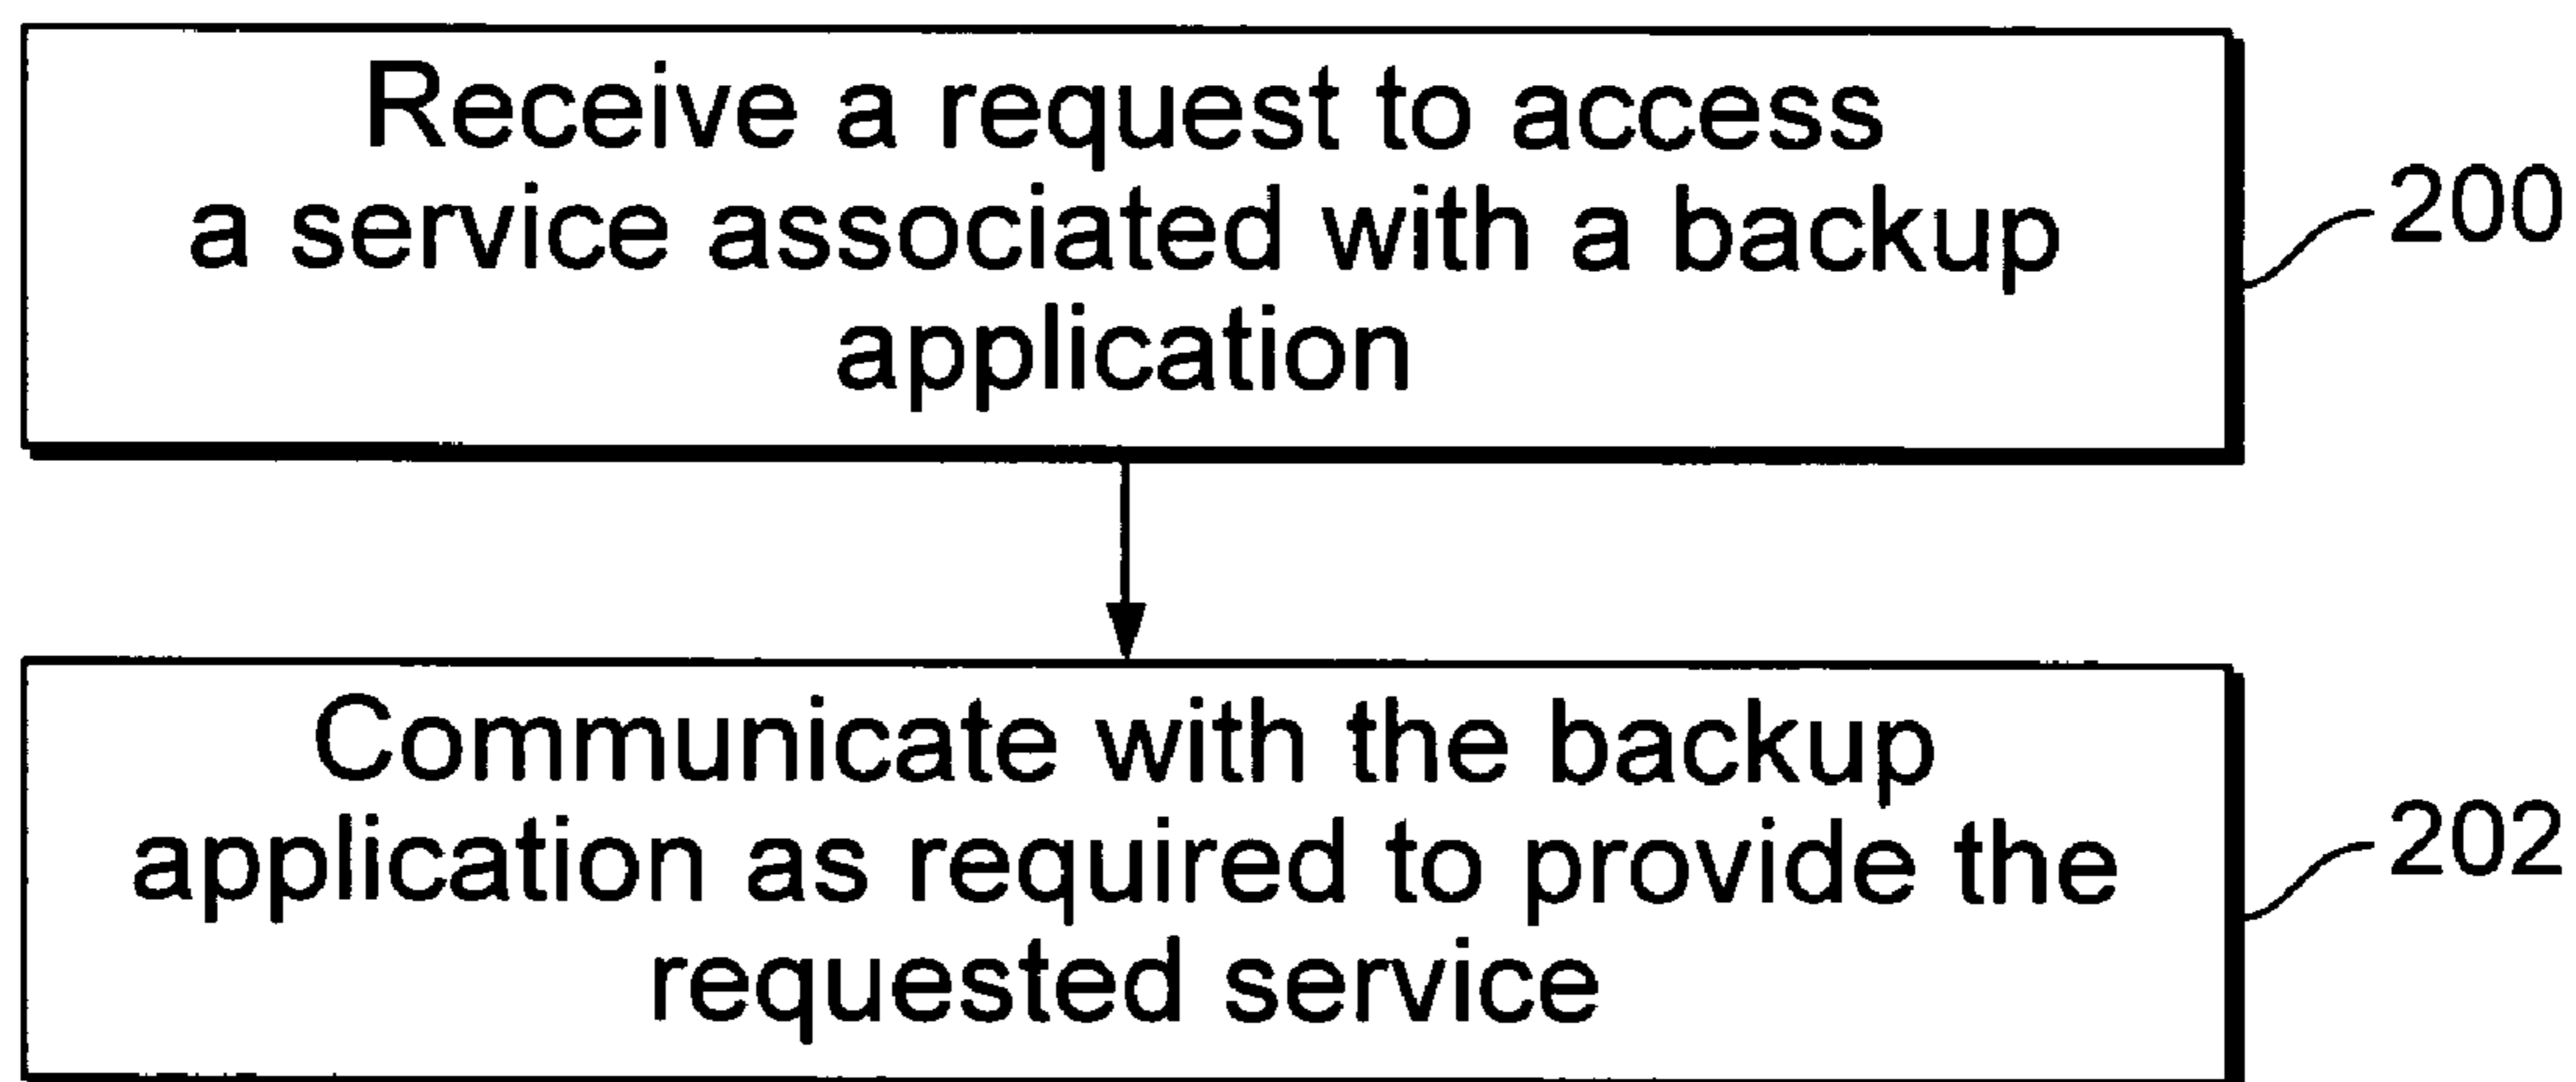 Receive a request to access
a service associated with a backup
application
200
Communicate with the backup
application as required to provide the
requested service
202